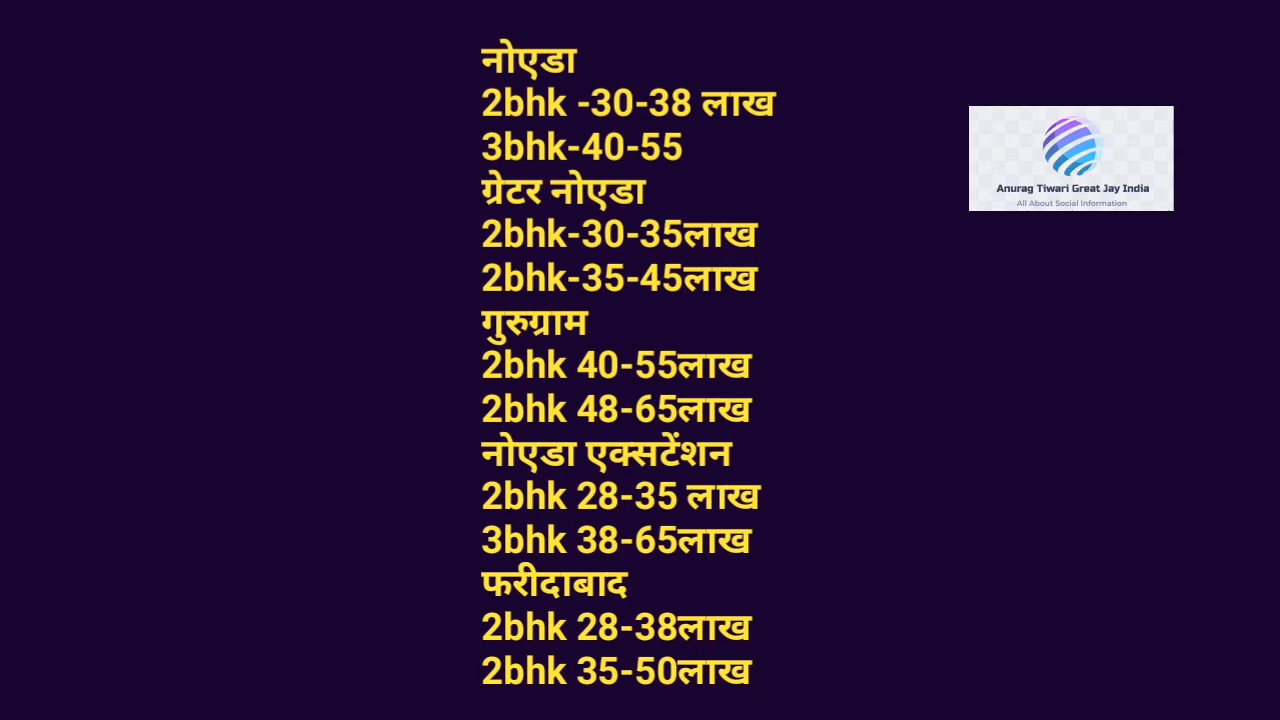 नोएडा
2bhk -30-38 लाख
3bhk-40-55
ग्रेटर नोएडा
2bhk-30-35लाख
2bhk-35-45लाख
गुरुग्राम
2bhk 40-55लाख
2bhk 48-65लाख
नोएडा एक्सटेंशन
2bhk 28-35 लाख
3bhk 38-65लाख
फरीदाबाद
2bhk 28-38लाख
2bhk 35-50लाख
Anurag Tiwari Great Jay India
All About Social Information